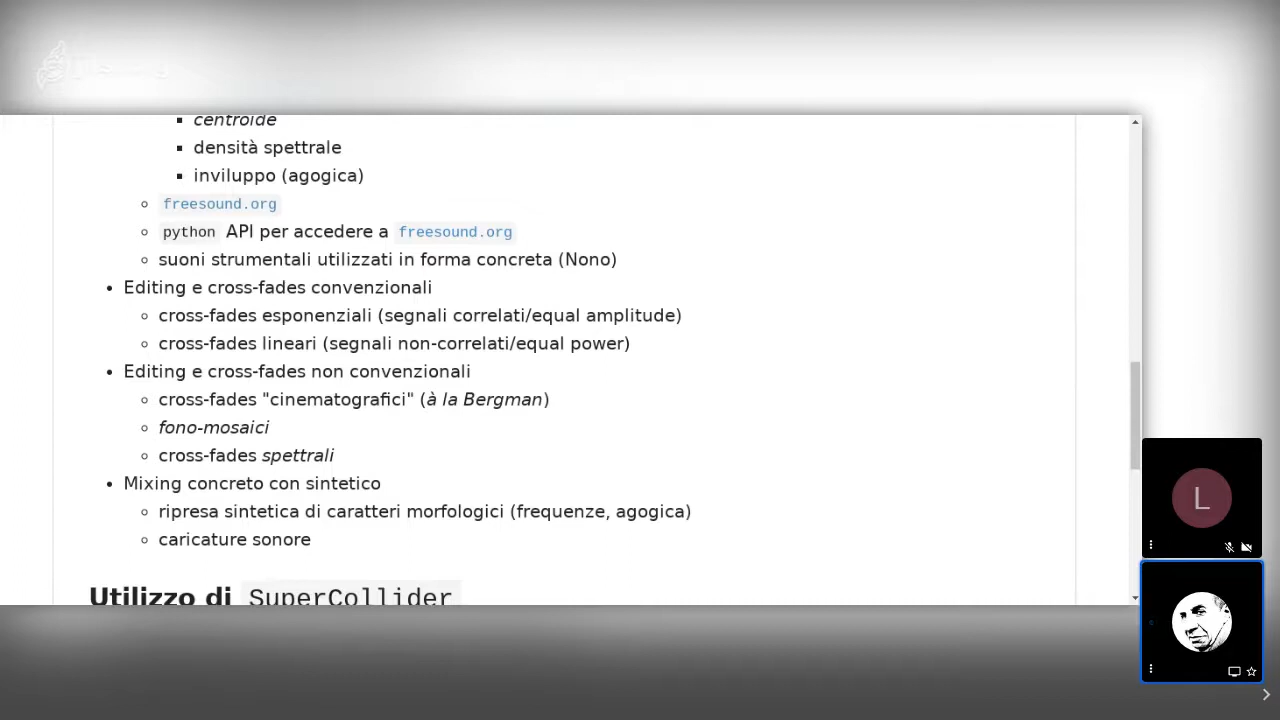 centroide
densità spettrale
inviluppo (agogica)
freesound.org
python API per accedere a freesound.org
suoni strumentali utilizzati in forma concreta (Nono)
Editing e cross-fades convenzionali
cross-fades esponenziali (segnali correlati/equal amplitude)
cross-fades lineari (segnali non-correlati/equal power)
Editing e cross-fades non convenzionali
cross-fades "cinematografici" (à la Bergman)
fono-mosaici
cross-fades spettrali
Mixing concreto con sintetico
ripresa sintetica di caratteri morfologici (frequenze, agogica)
caricature sonore
Utilizzo di SuperCollider
L